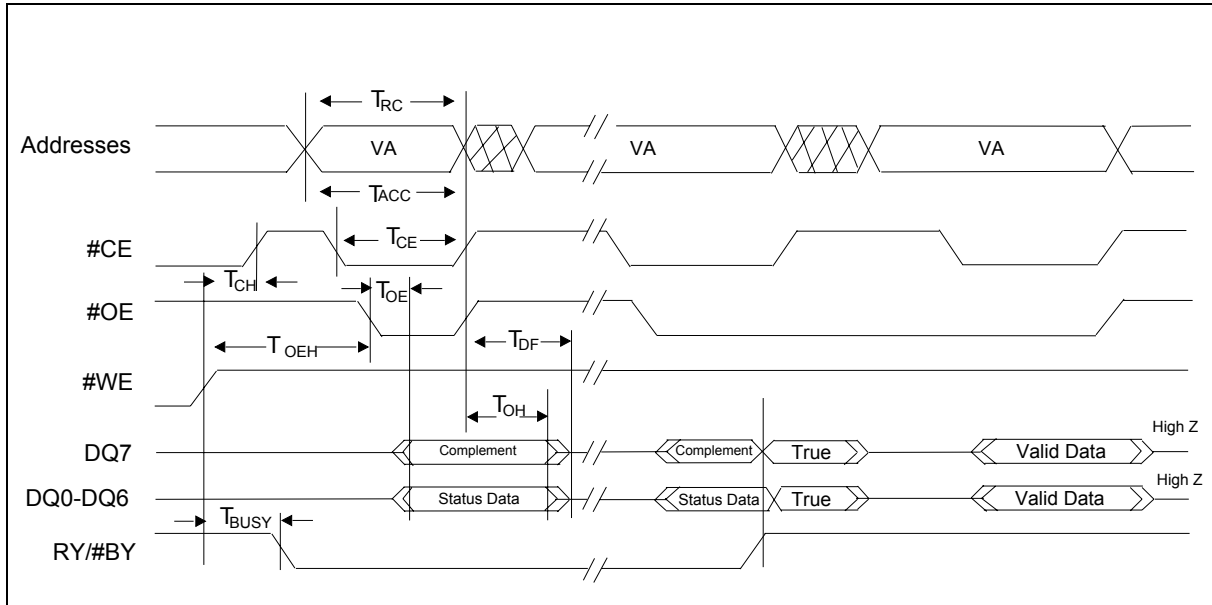 TRC
Addresses VA VA VA
TACC
#CE TCE
TCH
#OE TOE
TOEH TDF
#WE
TOH
DQ7 Complement Complement True Valid Data High Z
DQ0-DQ6 Status Data Status Data True Valid Data High Z
TBUSY
RY/#BY